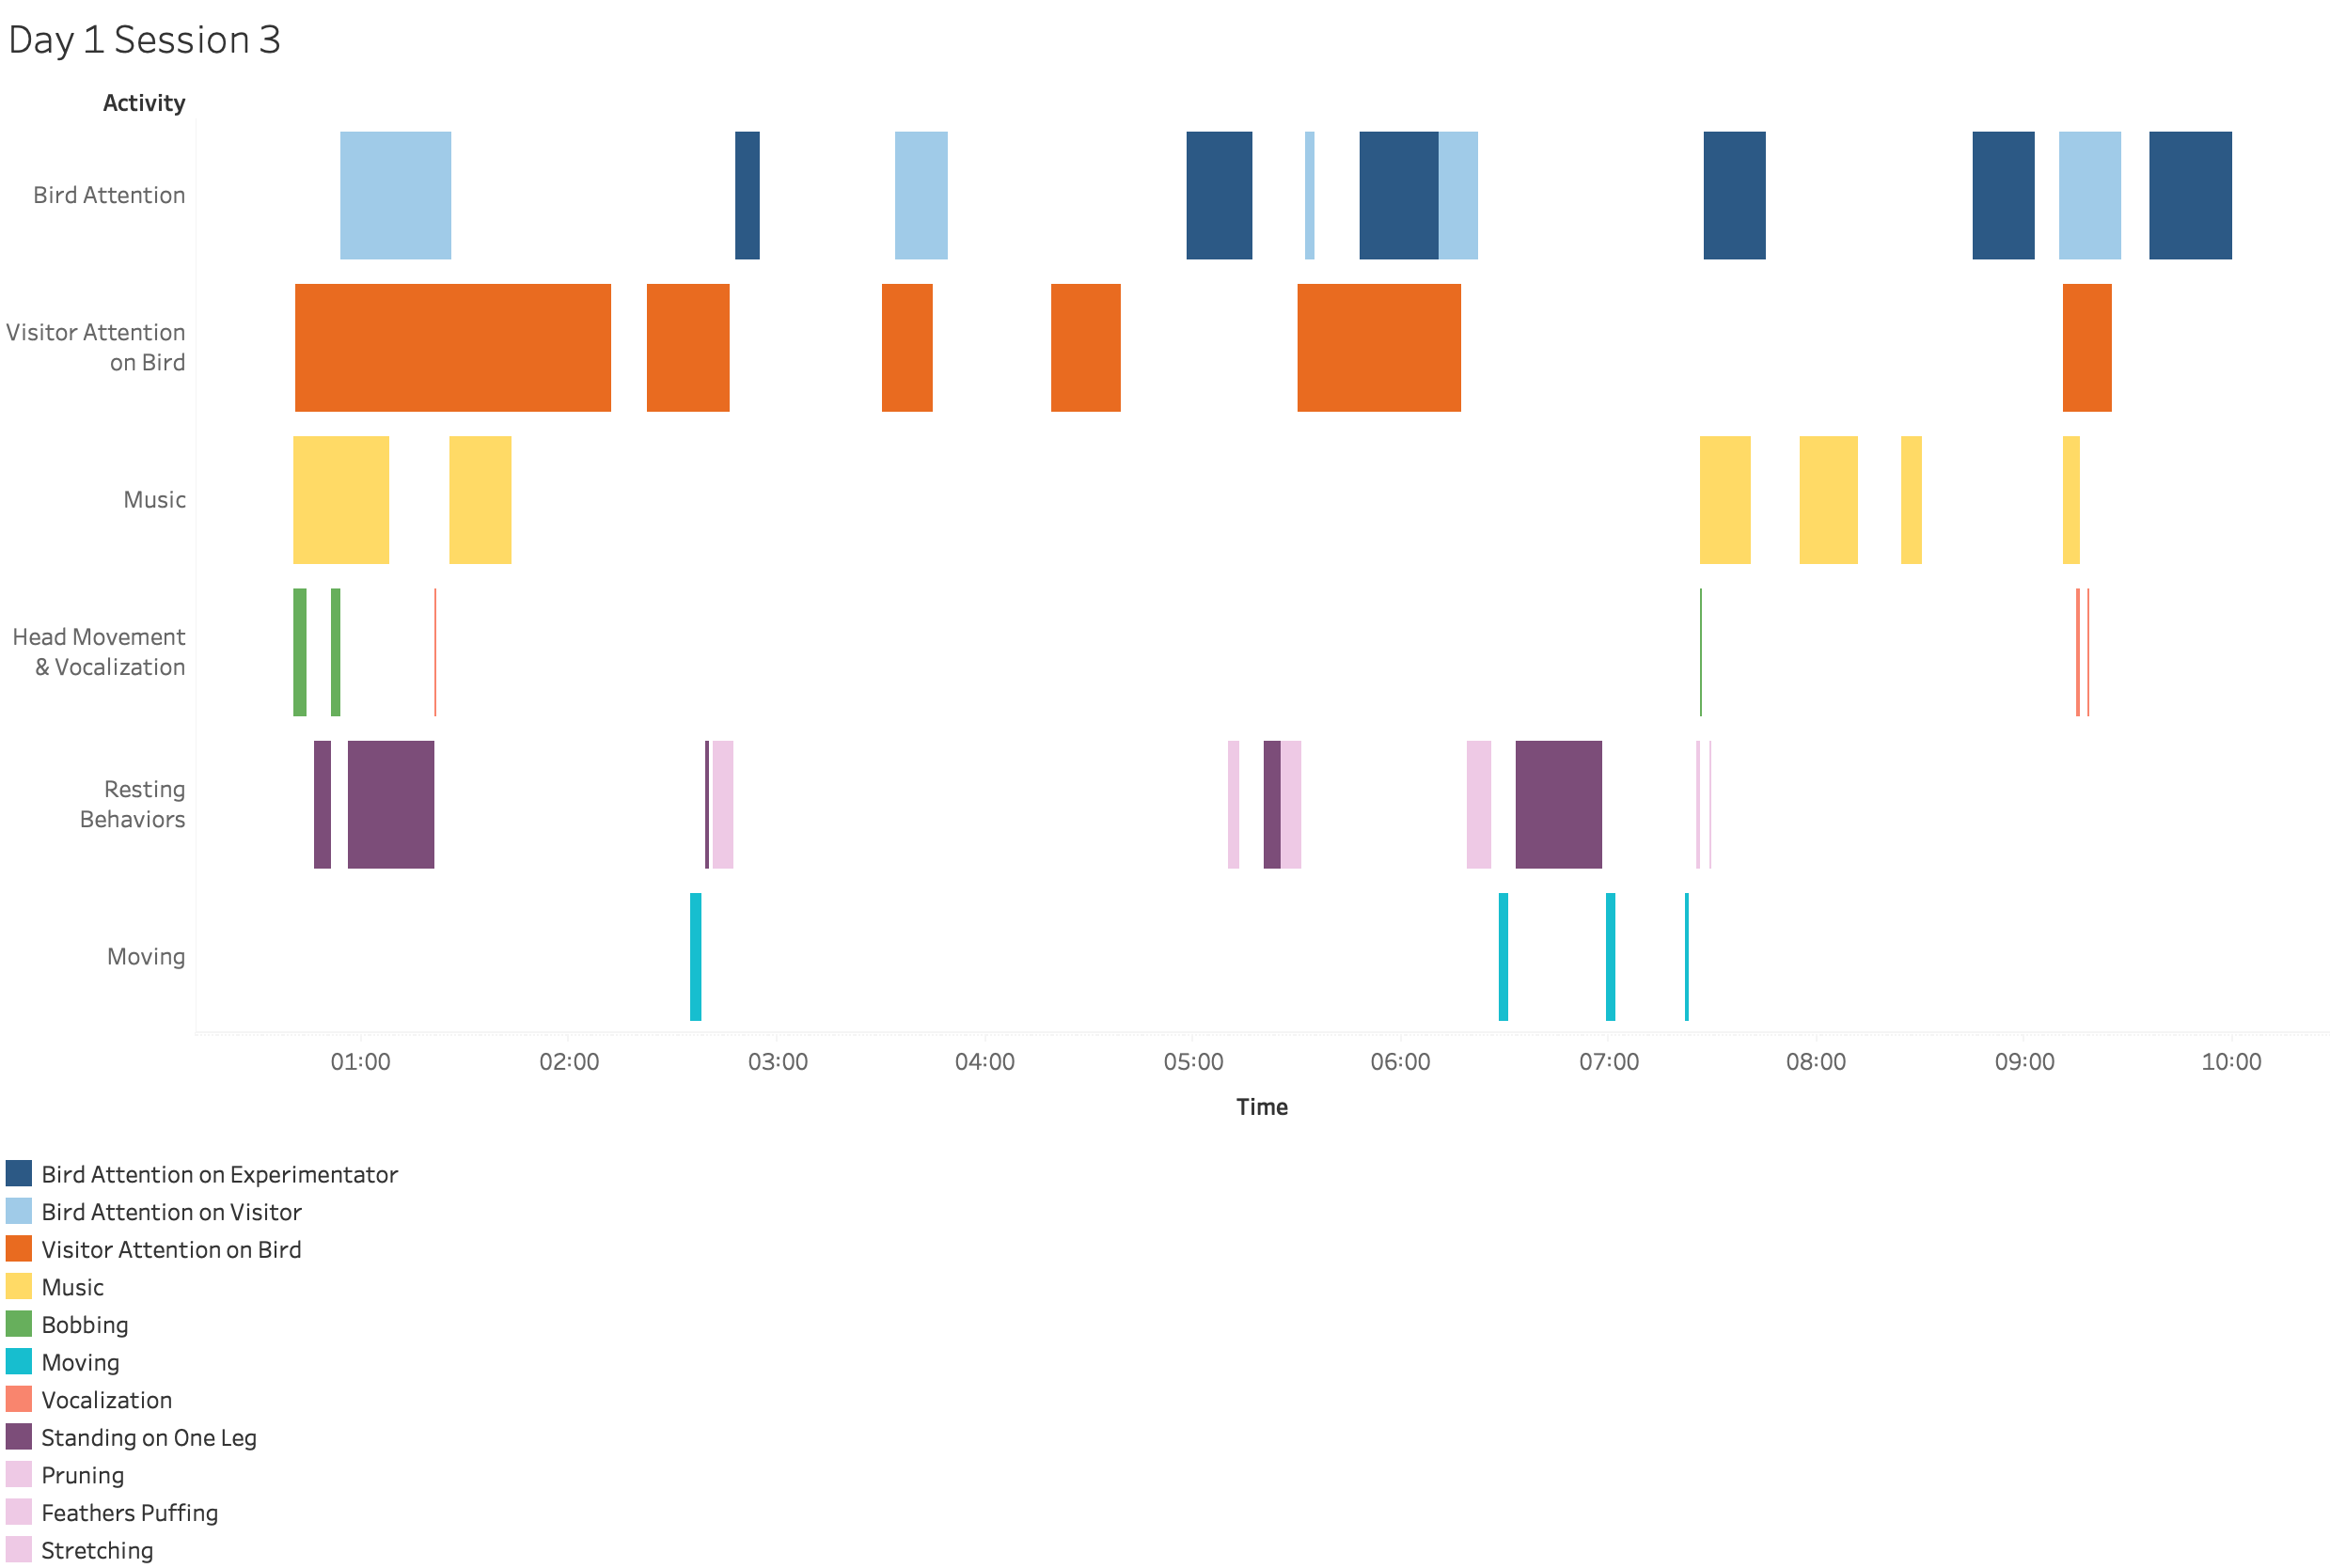 Day 1 Session 3
Activity
Bird Attention
Visitor Attention
on Bird
Music
Head Movement
& Vocalization
Resting
Behaviors
Moving
01:00 02:00 03:00 04:00 05:00 06:00 07:00 08:00 09:00 10:00
Time
Bird Attention on Experimentator
Bird Attention on Visitor
Visitor Attention on Bird
Music
Bobbing
Moving
Vocalization
Standing on One Leg
Pruning
Feathers Puffing
Stretching